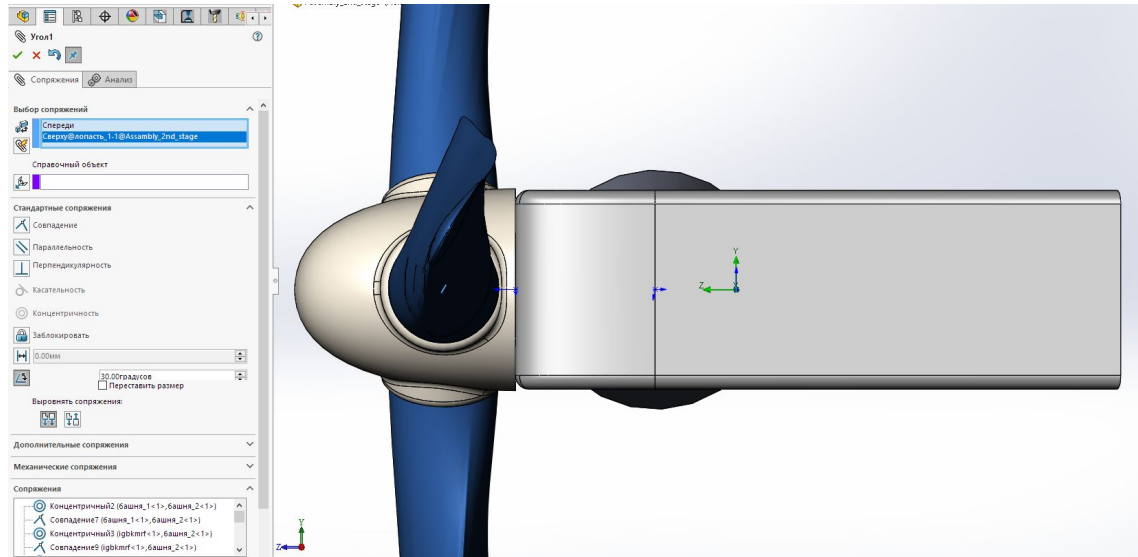 Угол1
Сопряжения
Анализ
Выбор сопряжений
Спереди
Сверху@лопасть_1-1@Assambly_2nd_stage
Справочный объект
Стандартные сопряжения
Совпадение
Параллельность
Перпендикулярность
Касательность
Концентричность
Заблокировать
0.00мм
30.00градусов
Переставить размер
Выровнять сопряжения:
Дополнительные сопряжения
Механические сопряжения
Сопряжения
Концентричный2 (башня_1<1>,башня_2<1>)
Совпадение7 (башня_1<1>,башня_2<1>)
Концентричный3 (igbkmrf<1>,башня_2<1>)
Совпадение9 (igbkmrf<1>,башня_2<1>)
Y
Z
Y
Z